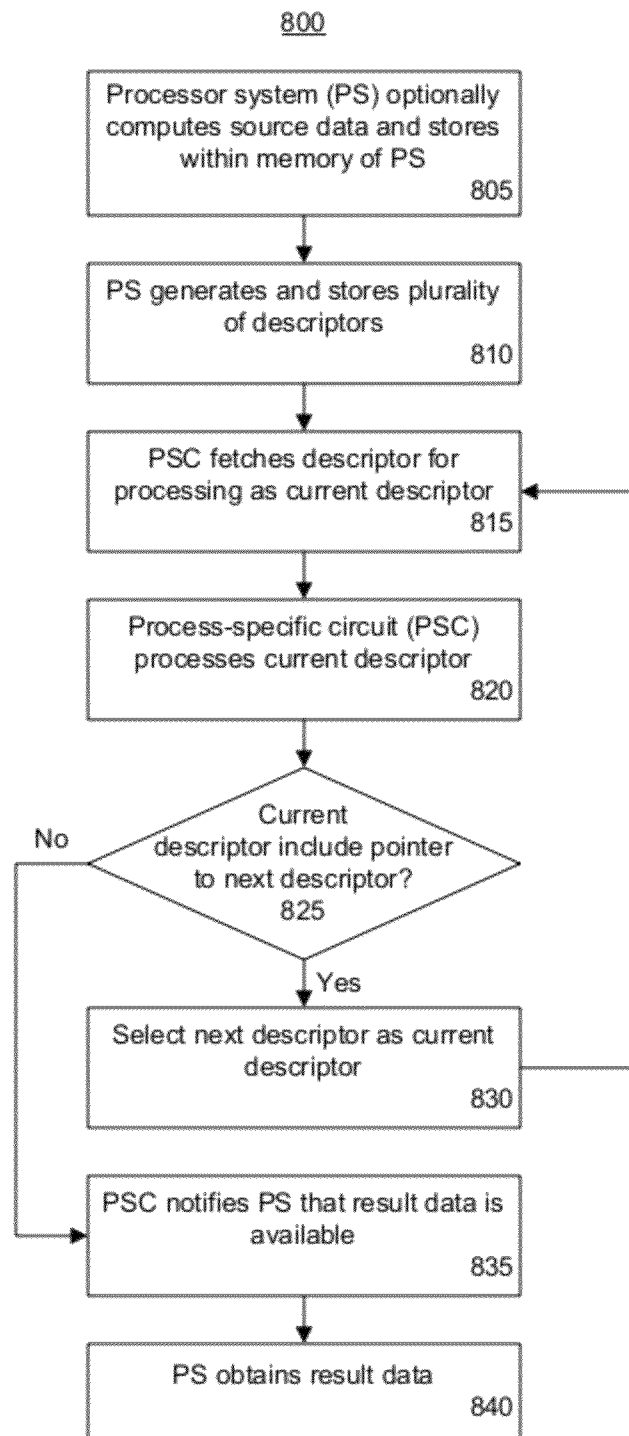 800
Processor system (PS) optionally
computes source data and stores
within memory of PS
805
PS generates and stores plurality
of descriptors
810
PSC fetches descriptor for
processing as current descriptor
815
Process-specific circuit (PSC)
processes current descriptor
820
Current
descriptor include pointer
to next descriptor?
825
No
Yes
Select next descriptor as current
descriptor
830
PSC notifies PS that result data is
available
835
PS obtains result data
840